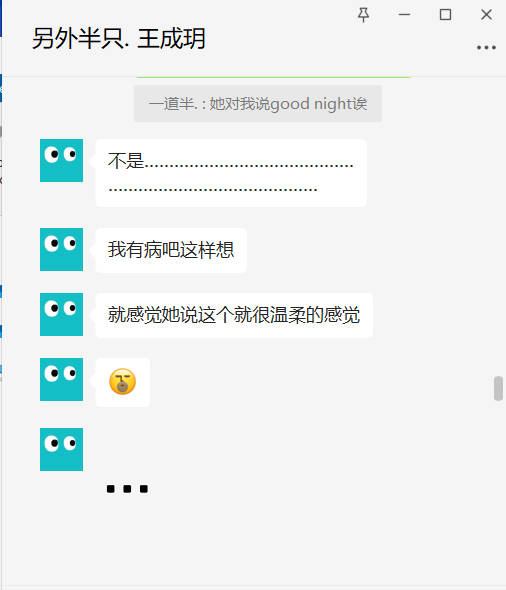 另外半只. 王成玥
一道半. : 她对我说good night诶
不是..........................................
..........................................
我有病吧这样想
就感觉她说这个就很温柔的感觉
...